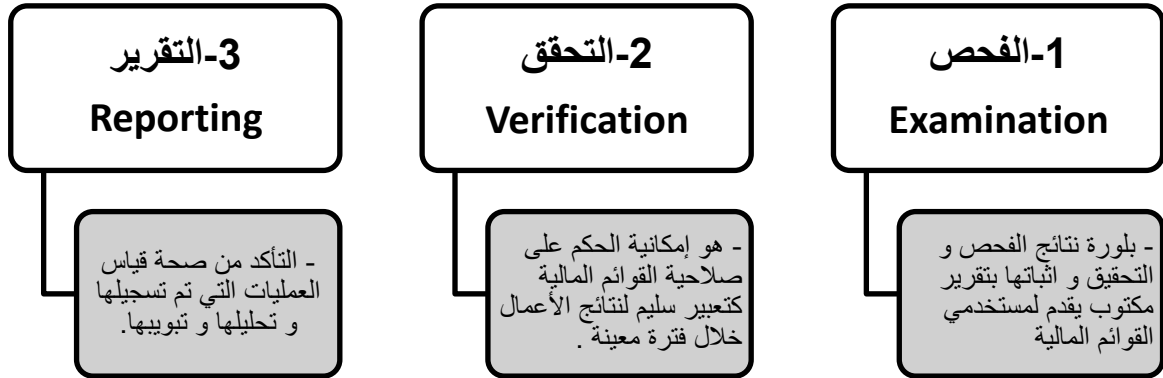 1-الفحص
Examination
- بلورة نتائج الفحص و
التحقيق و اثباتها بتقرير
مكتوب يقدم لمستخدمي
القوائم المالية
2-التحقق
Verification
- هو إمكانية الحكم على
صلاحية القوائم المالية
كتعبير سليم لنتائج الأعمال
خلال فترة معينة .
3-التقرير
Reporting
- التأكد من صحة قياس
العمليات التي تم تسجيلها
و تحليلها و تبويبها.